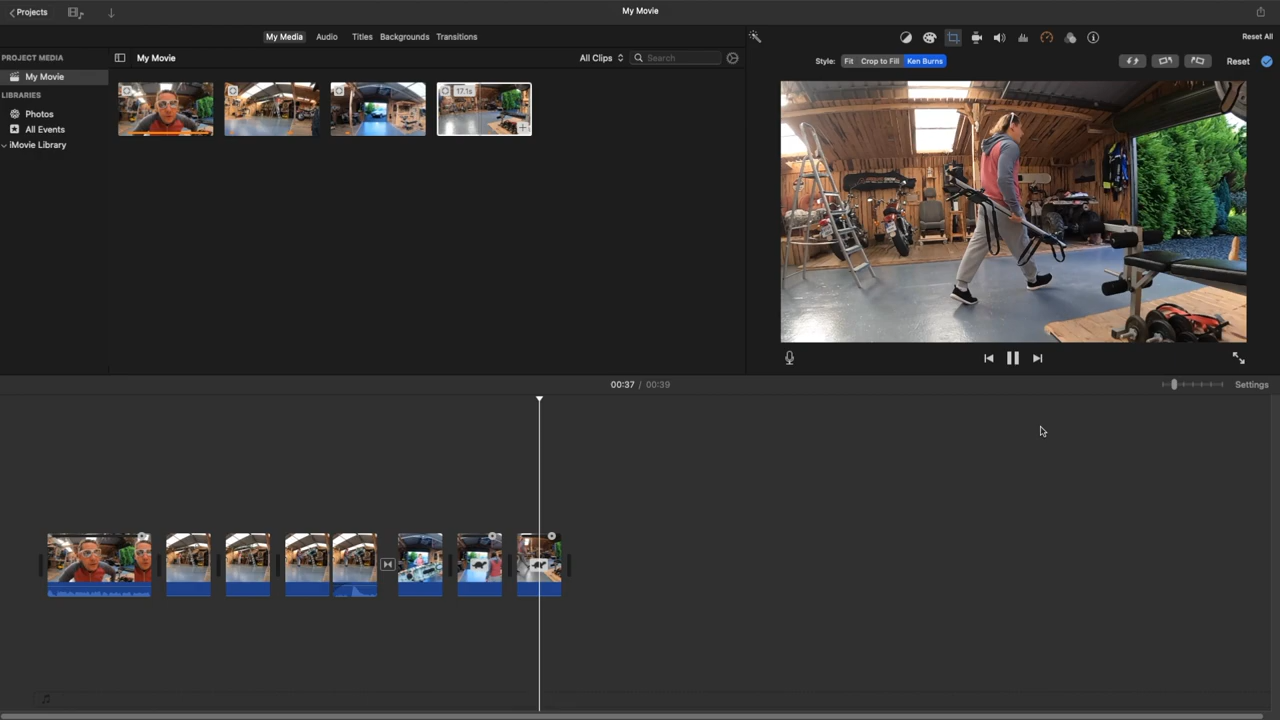 Projects
My Movie
My Media Audio Titles Backgrounds Transitions
Reset All
PROJECT MEDIA
My Movie
All Clips
Search
Style: Fit Crop to Fill Ken Burns
Reset
My Movie
LIBRARIES
Photos
All Events
iMovie Library
17.1s
00:37 / 00:39
Settings